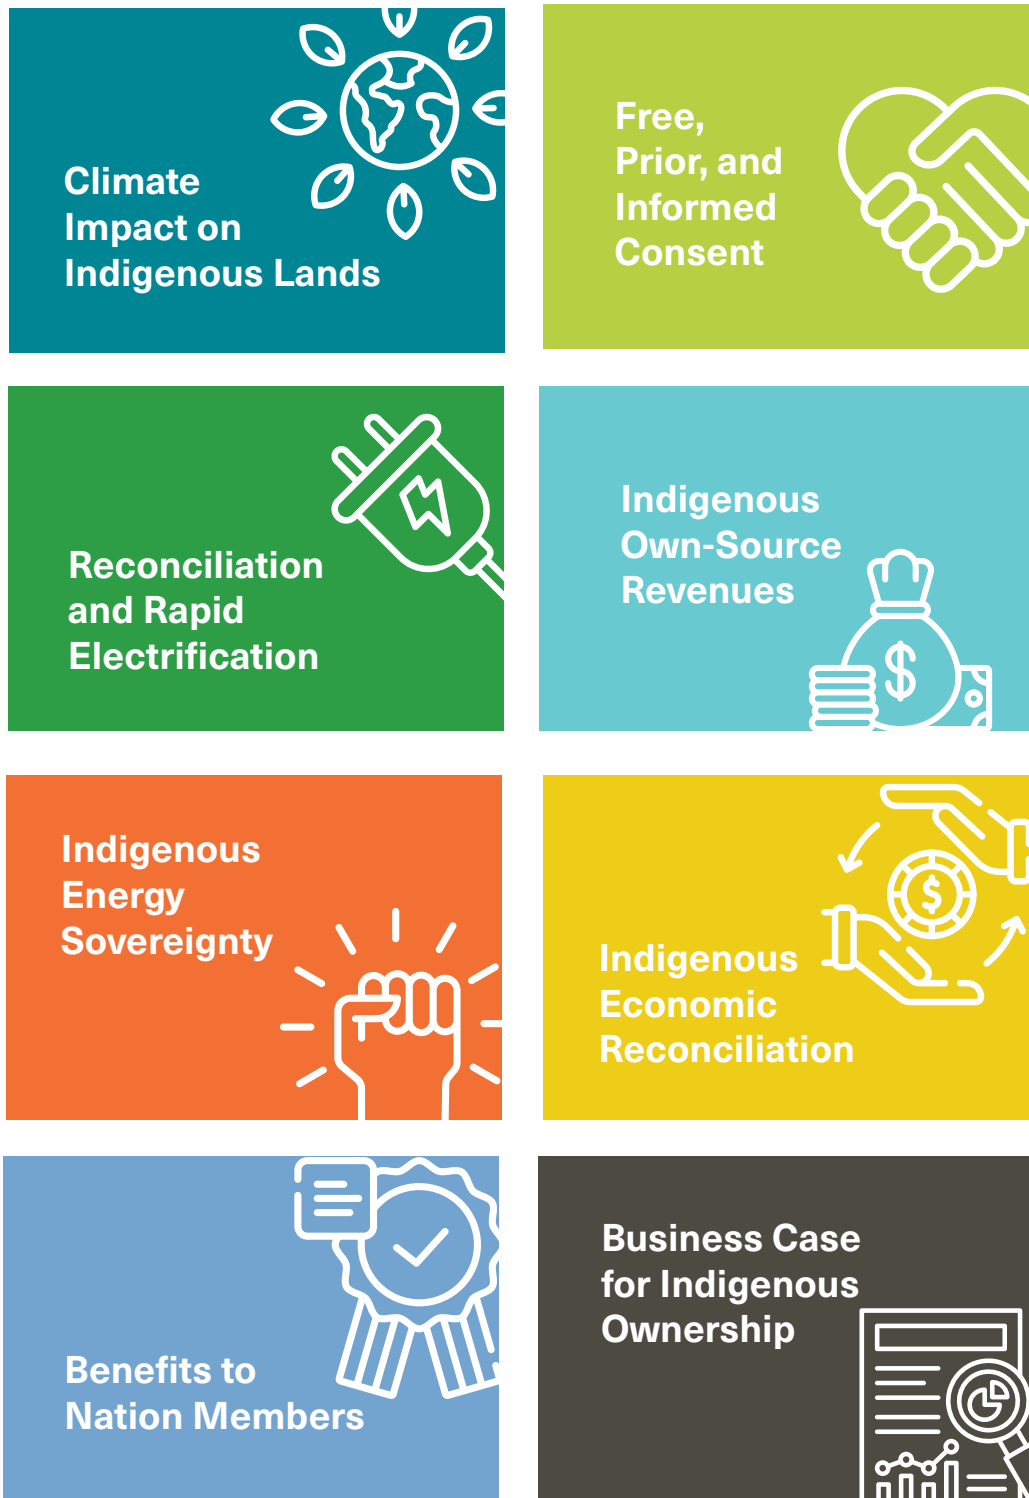 Climate
Impact on
Indigenous Lands
Free,
Prior, and
Informed
Consent
Reconciliation
and Rapid
Electrification
Indigenous
Own-Source
Revenues
$
Indigenous
Energy
Sovereignty
Indigenous
Economic
Reconciliation
$
Benefits to
Nation Members
Business Case
for Indigenous
Ownership